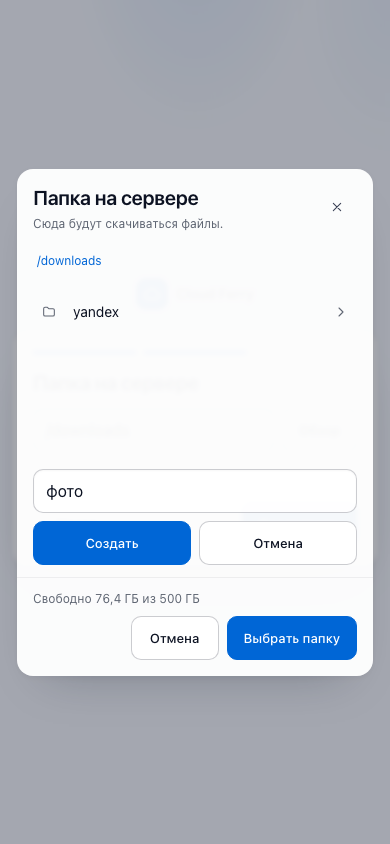 Папка на сервере
Сюда будут скачиваться файлы.
/downloads
yandex
фото
Создать
Отмена
Свободно 76,4 ГБ из 500 ГБ
Отмена
Выбрать папку